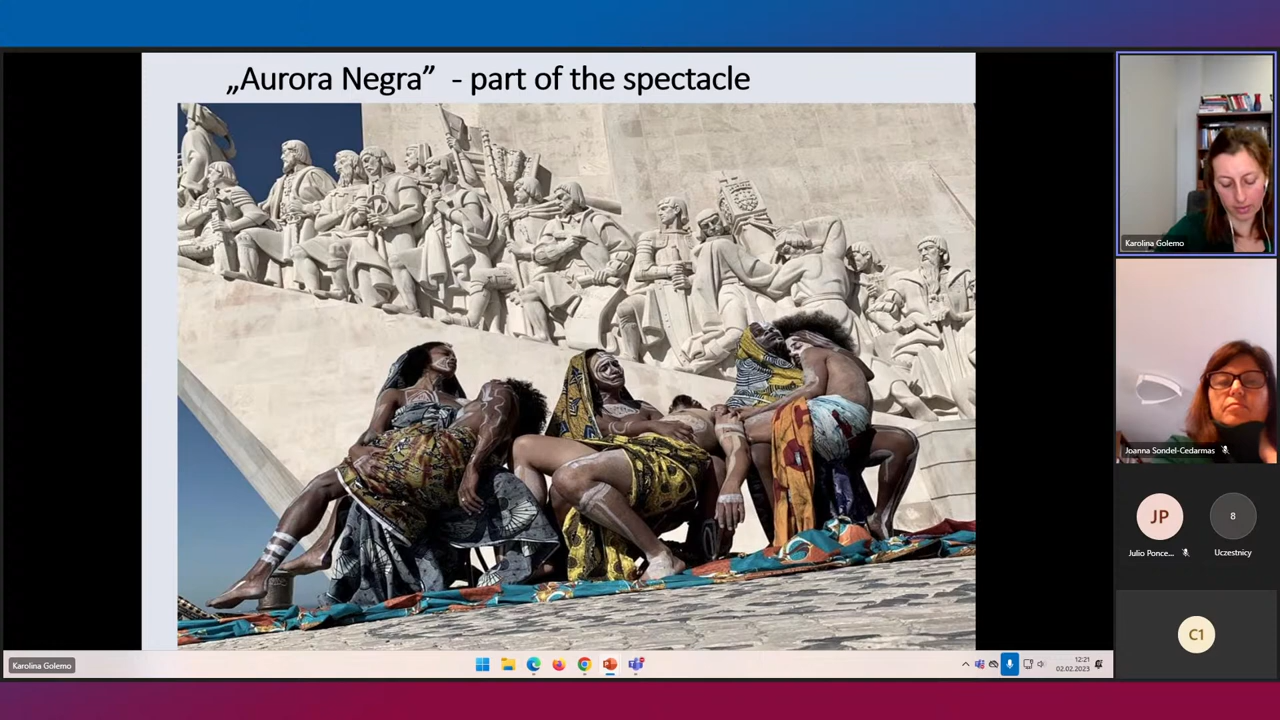 „Aurora Negra” - part of the spectacle
Karolina Golemo
Joanna Sondel-Cedarmas
JP
8
Julio Ponce...
Uczestnicy
C1
Karolina Golemo
12:21
02.02.2023